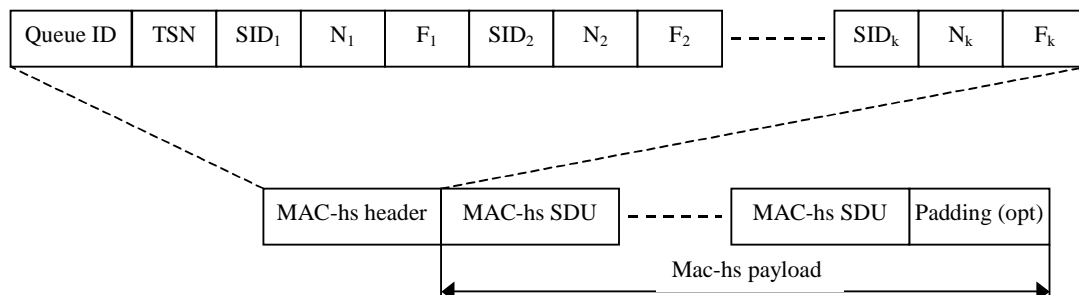 Queue ID TSN SID₁ N₁ F₁ SID₂ N₂ F₂ SIDₖ Nₖ Fₖ
MAC-hs header MAC-hs SDU MAC-hs SDU Padding (opt)
Mac-hs payload